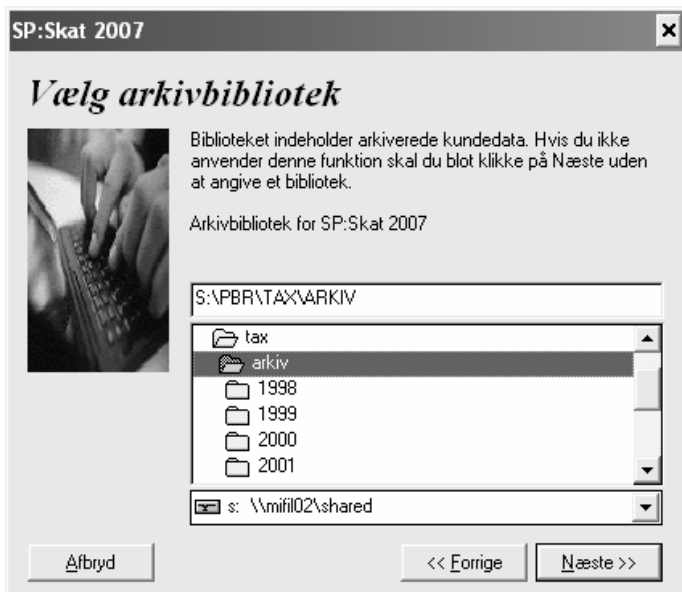 SP:Skat 2007
Vælg arkivbibliotek
Biblioteket indeholder arkiverede kundedata. Hvis du ikke
anvender denne funktion skal du blot klikke på Næste uden
at angive et bibliotek.
Arkivbibliotek for SP:Skat 2007
S:\PBR\TAX\ARKIV
tax
arkiv
1998
1999
2000
2001
s: \\mifil02\shared
Afbryd
<< Forrige
Næste >>